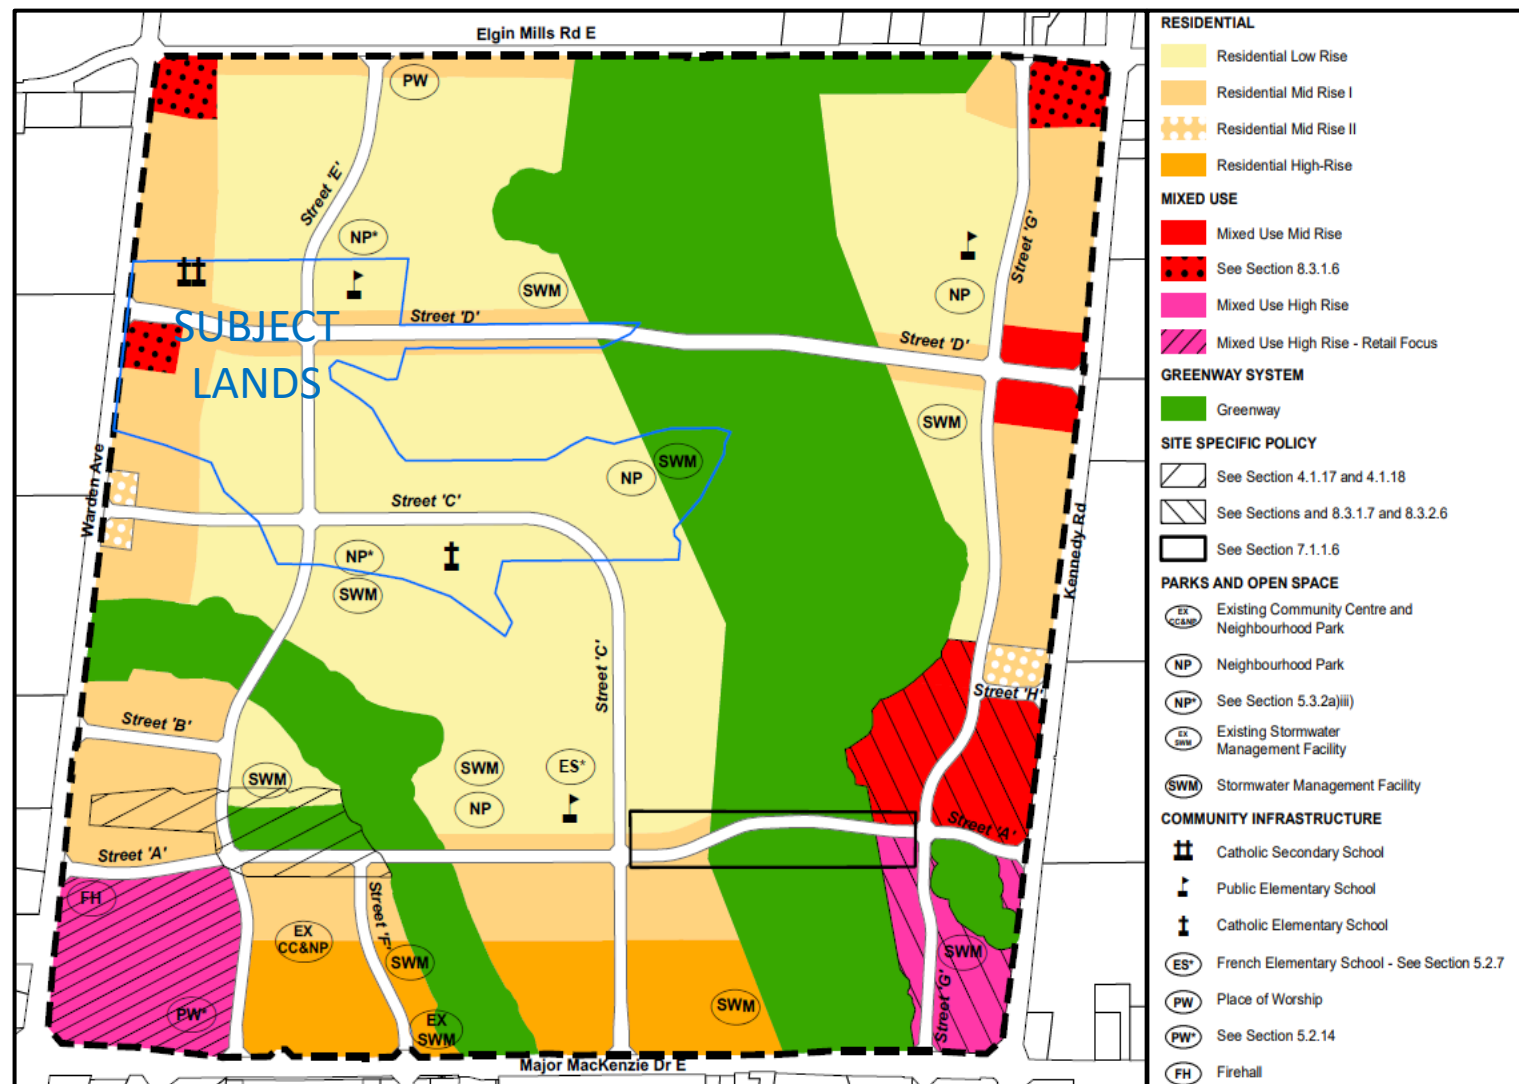 Elgin Mills Rd E
PW
Street 'E'
NP*
Street 'G'
SWM
NP
Street 'D'
SUBJECT
LANDS
Street 'D'
SWM
Warden Ave
NP
SWM
Street 'C'
Kennedy Rd
NP*
SWM
Street 'C'
Street 'H'
Street 'B'
SWM
SWM
ES*
NP
Street 'A'
Street 'A'
FH
Street 'F'
EX
CC&NP
SWM
SWM
Street 'G'
PW*
EX
SWM
SWM
Major MacKenzie Dr E
RESIDENTIAL
Residential Low Rise
Residential Mid Rise I
Residential Mid Rise II
Residential High-Rise
MIXED USE
Mixed Use Mid Rise
See Section 8.3.1.6
Mixed Use High Rise
Mixed Use High Rise - Retail Focus
GREENWAY SYSTEM
Greenway
SITE SPECIFIC POLICY
See Section 4.1.17 and 4.1.18
See Sections and 8.3.1.7 and 8.3.2.6
See Section 7.1.1.6
PARKS AND OPEN SPACE
EX
CC&NP
Existing Community Centre and
Neighbourhood Park
NP
Neighbourhood Park
NP*
See Section 5.3.2a)iii)
EX
SWM
Existing Stormwater
Management Facility
SWM
Stormwater Management Facility
COMMUNITY INFRASTRUCTURE
Catholic Secondary School
Public Elementary School
Catholic Elementary School
ES*
French Elementary School - See Section 5.2.7
PW
Place of Worship
PW*
See Section 5.2.14
FH
Firehall